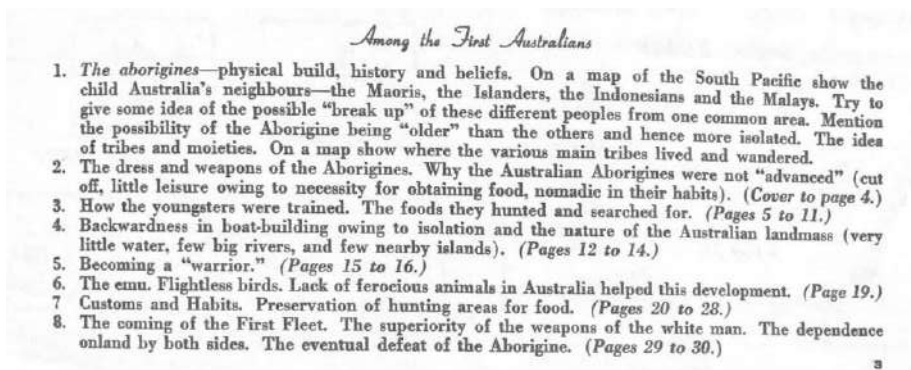 Among the First Australians
1. The aborigines—physical build, history and beliefs. On a map of the South Pacific show the
child Australia's neighbours—the Maoris, the Islanders, the Indonesians and the Malays. Try to
give some idea of the possible “break up” of these different peoples from one common area. Mention
the possibility of the Aborigine being “older” than the others and hence more isolated. The idea
of tribes and moieties. On a map show where the various main tribes lived and wandered.
2. The dress and weapons of the Aborigines. Why the Australian Aborigines were not “advanced” (cut
off, little leisure owing to necessity for obtaining food, nomadic in their habits). (Cover to page 4.)
3. How the youngsters were trained. The foods they hunted and searched for. (Pages 5 to 11.)
4. Backwardness in boat-building owing to isolation and the nature of the Australian landmass (very
little water, few big rivers, and few nearby islands). (Pages 12 to 14.)
5. Becoming a “warrior.” (Pages 15 to 16.)
6. The emu. Flightless birds. Lack of ferocious animals in Australia helped this development. (Page 19.)
7 Customs and Habits. Preservation of hunting areas for food. (Pages 20 to 28.)
8. The coming of the First Fleet. The superiority of the weapons of the white man. The dependence
onland by both sides. The eventual defeat of the Aborigine. (Pages 29 to 30.)
3